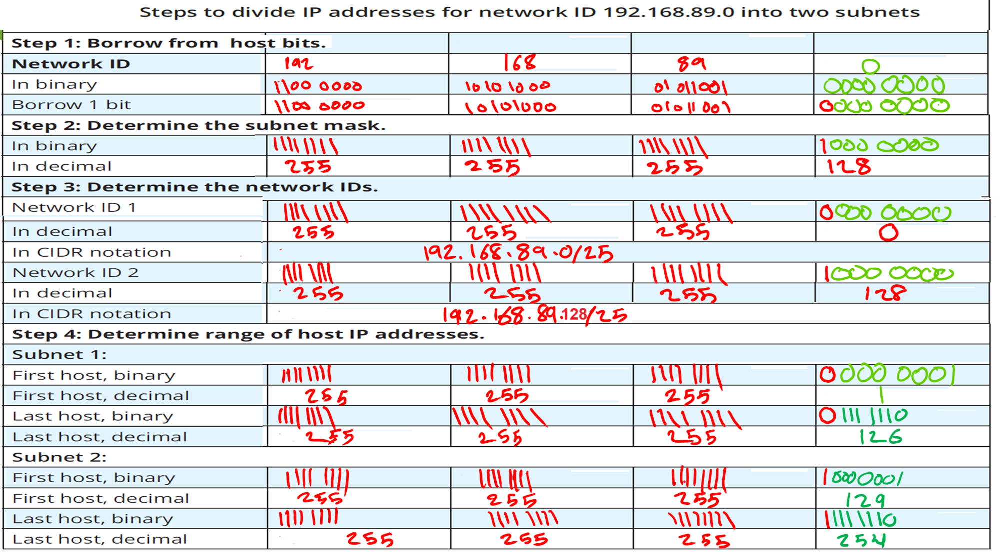 Steps to divide IP addresses for network ID 192.168.89.0 into two subnets
Step 1: Borrow from host bits.
Network ID 192 168 89 0
In binary 1100 0000 1010 1000 01 011001 0000 0000
Borrow 1 bit 1100 0000 10101000 01011 001 0000 0000
Step 2: Determine the subnet mask.
In binary 1111 1111 1111 1111 1111 1111 1000 0000
In decimal 255 255 255 128
Step 3: Determine the network IDs.
Network ID 1 1111 1111 1111 1111 1111 1111 0000 0000
In decimal 255 255 255 0
In CIDR notation 192.168.89.0/25
Network ID 2 1111 1111 1111 1111 1111 1111 1000 0000
In decimal 255 255 255 128
In CIDR notation 192.168.89.128/25
Step 4: Determine range of host IP addresses.
Subnet 1:
First host, binary 1111 1111 1111 1111 1111 1111 0000 0001
First host, decimal 255 255 255 1
Last host, binary 1111 1111 1111 1111 1111 1111 0111 1110
Last host, decimal 255 255 255 126
Subnet 2:
First host, binary 1111 1111 1111 1111 11111111 10000001
First host, decimal 255 255 255 129
Last host, binary 1111 1111 1111 1111 11111111 11111110
Last host, decimal 255 255 255 254